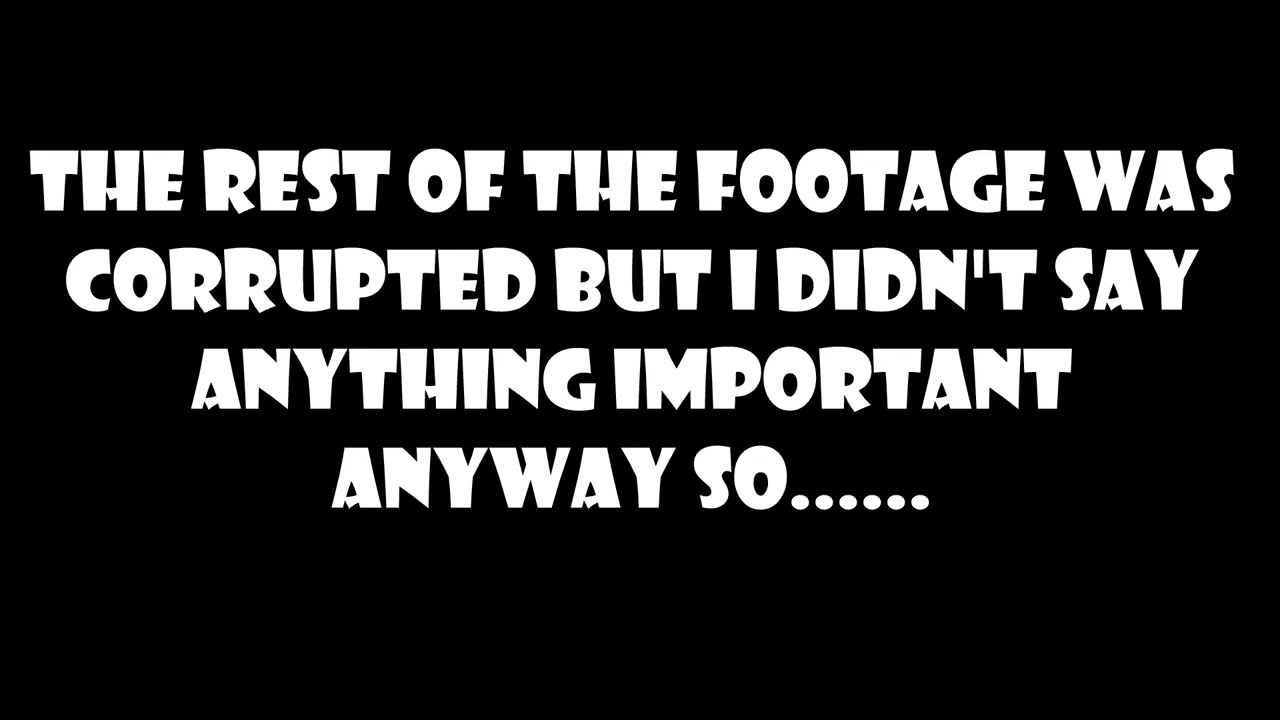 THE REST OF THE FOOTAGE WAS
CORRUPTED BUT I DIDN'T SAY
ANYTHING IMPORTANT
ANYWAY SO......